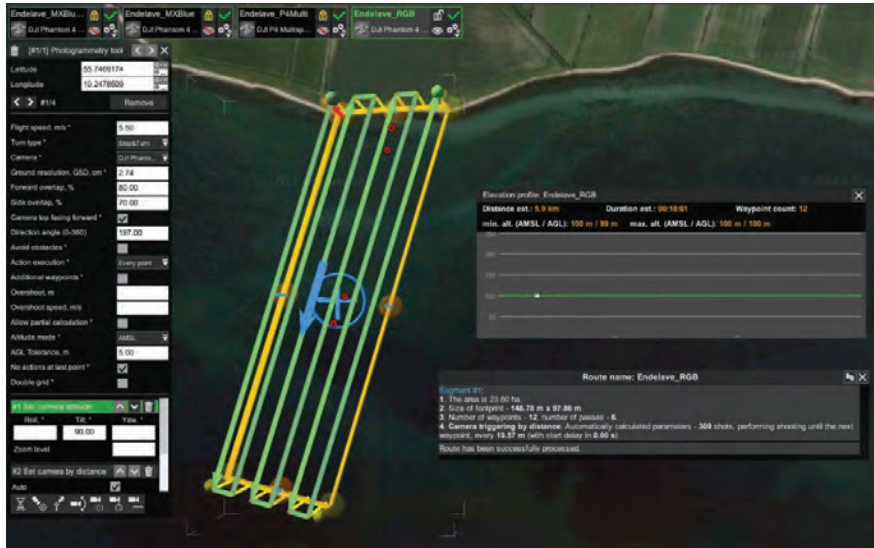 Endelave_MXBlu...
Endelave_MXBlue
Endelave_P4Multi
Endelave_RGB
DJI Phantom 4 ...
DJI Phantom 4 ...
DJI P4 Multisp...
DJI Phantom 4 ...
[#1/1] Photogrammetry tool
Latitude 55.7469174
Longitude 10.2478509
#1/4 Remove
Flight speed, m/s * 5.50
Turn type * Stop&Turn
Camera * DJI Phanto...
Ground resolution, GSD, cm * 2.74
Forward overlap, % 80.00
Side overlap, % 70.00
Camera top facing forward *
Direction angle (0-360) 197.00
Avoid obstacles *
Action execution * Every point
Additional waypoints *
Overshoot, m
Overshoot speed, m/s
Allow partial calculation *
Altitude mode * AMSL
AGL Tolerance, m 5.00
No actions at last point *
Double grid *
#1 Set camera attitude
Roll, ° Tilt, ° Yaw, °
90.00
Zoom level
#2 Set camera by distance
Auto
Elevation profile: Endelave_RGB
Distance est.: 5.9 km Duration est.: 00:18:01 Waypoint count: 12
min. alt. (AMSL / AGL): 100 m / 99 m max. alt. (AMSL / AGL): 100 m / 100 m
200
150
100
50
Route name: Endelave_RGB
Segment #1:
1. The area is 23.60 ha.
2. Size of footprint - 146.78 m x 97.86 m.
3. Number of waypoints - 12, number of passes - 6.
4. Camera triggering by distance: Automatically calculated parameters - 309 shots, performing shooting until the next
waypoint, every 19.57 m (with start delay in 0.00 s).
Route has been successfully processed.